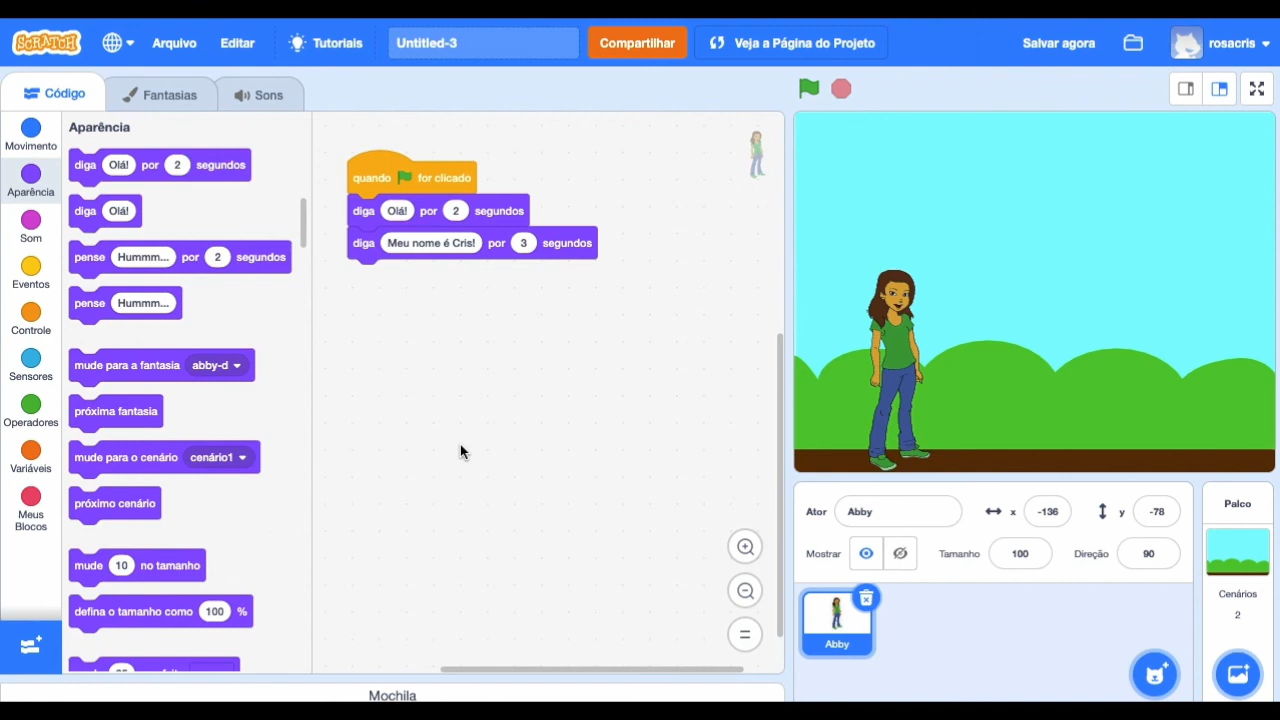 SCRATCH Arquivo Editar Tutoriais Untitled-3 Compartilhar Veja a Página do Projeto Salvar agora rosacris
Código Fantasias Sons
Movimento
Aparência
Som
Eventos
Controle
Sensores
Operadores
Variáveis
Meus
Blocos
Aparência
diga Olá! por 2 segundos
diga Olá!
pense Hummm... por 2 segundos
pense Hummm...
mude para a fantasia abby-d
próxima fantasia
mude para o cenário cenário1
próximo cenário
mude 10 no tamanho
defina o tamanho como 100 %
quando for clicado
diga Olá! por 2 segundos
diga Meu nome é Cris! por 3 segundos
Mochila
Ator Abby x -136 y -78
Mostrar Tamanho 100 Direção 90
Abby
Palco
Cenários
2